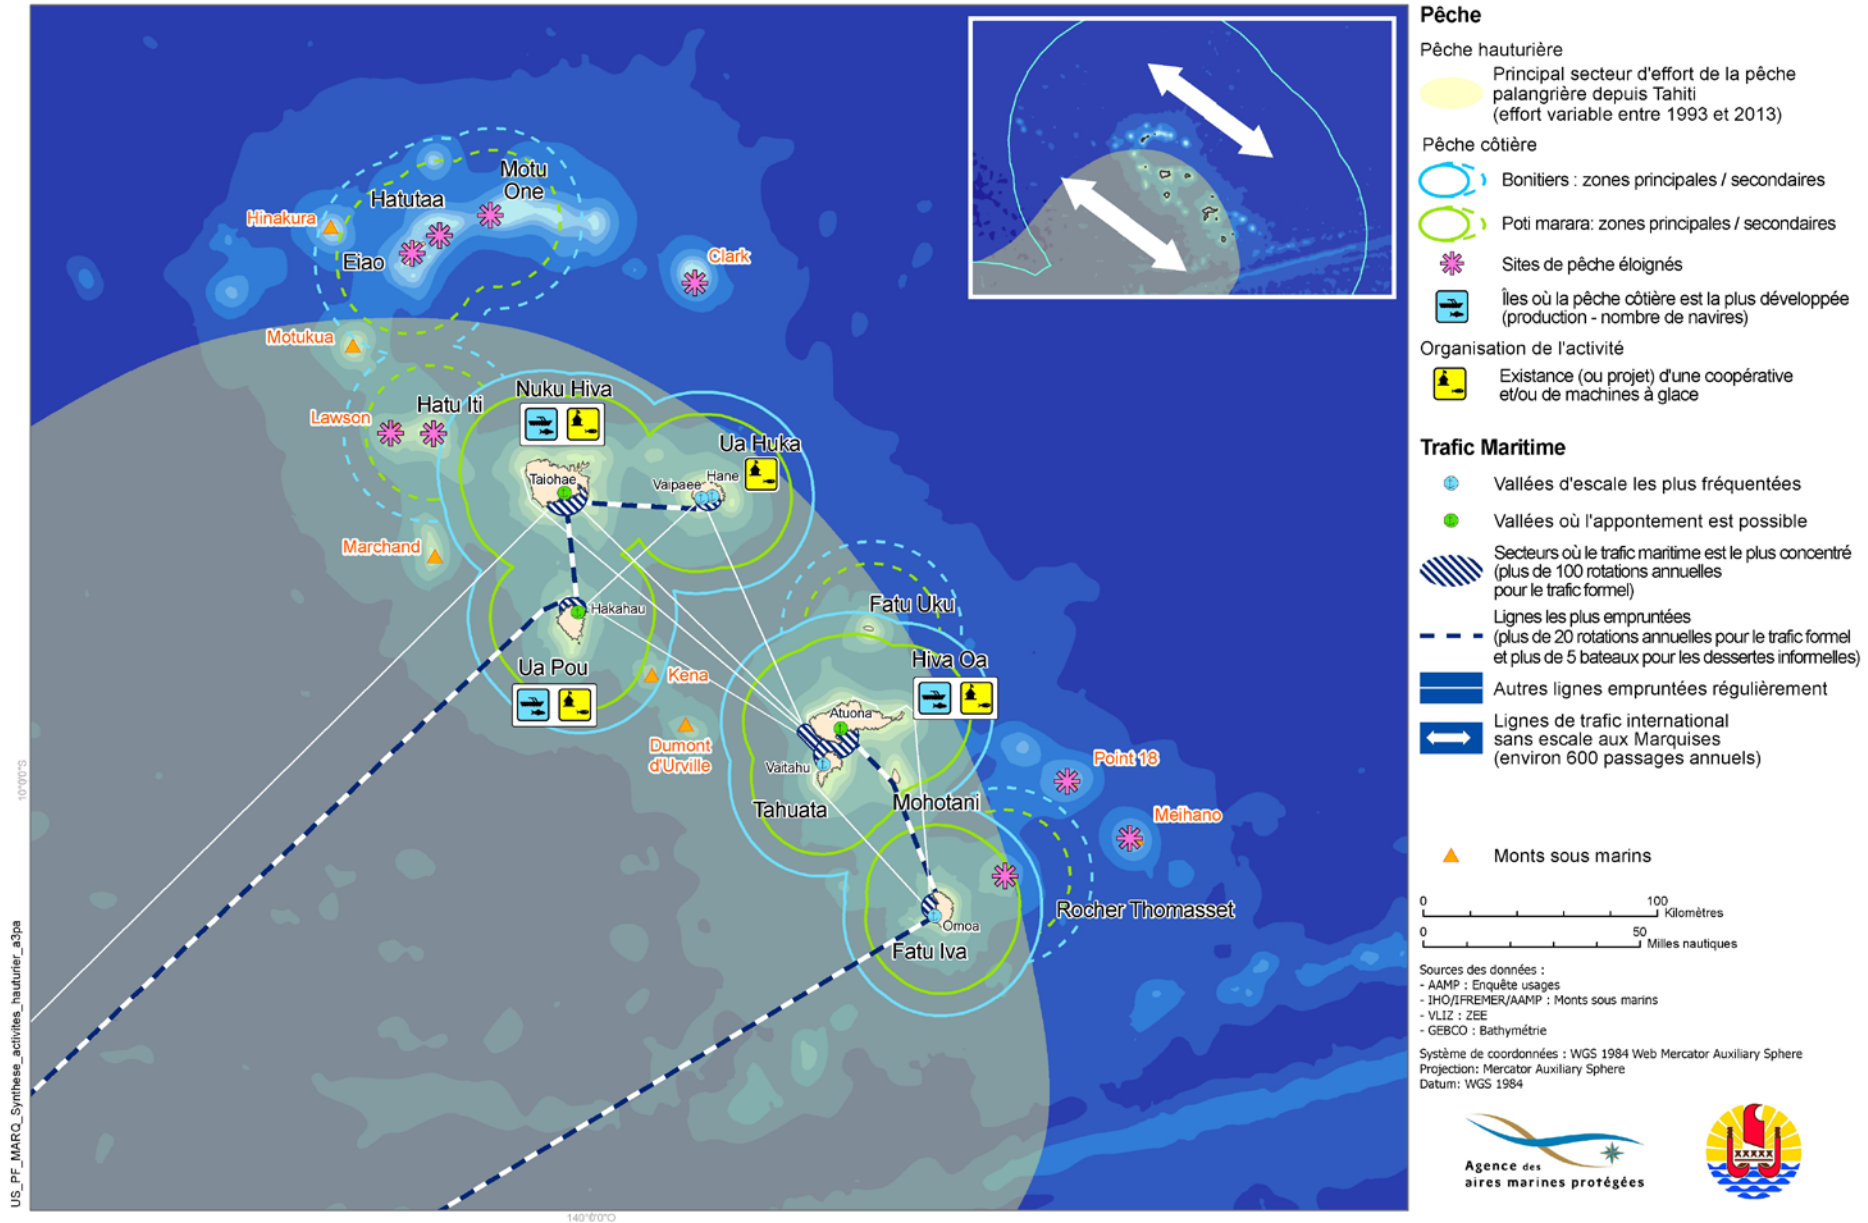 Motu
One
Hatutaa
Hinakura
Eiao
Clark
Motukua
Nuku Hiva
Hatu Iti
Lawson
Ua Huka
Taiohae
Vaipaee
Hane
Marchand
Hakahau
Fatu Uku
Ua Pou
Kena
Hiva Oa
Atuona
Dumont
d'Urville
Vaitahu
Point 18
Tahuata
Mohotani
Meihano
Rocher Thomasset
Omoa
Fatu Iva
10°0'0"S
140°0'0"O
US_PF_MARQ_Synthese_activites_hauturier_a3pa
Pêche
Pêche hauturière
Principal secteur d'effort de la pêche
palangrière depuis Tahiti
(effort variable entre 1993 et 2013)
Pêche côtière
Bonitiers : zones principales / secondaires
Poti marara: zones principales / secondaires
Sites de pêche éloignés
Îles où la pêche côtière est la plus développée
(production - nombre de navires)
Organisation de l'activité
Existance (ou projet) d'une coopérative
et/ou de machines à glace
Trafic Maritime
Vallées d'escale les plus fréquentées
Vallées où l'appontement est possible
Secteurs où le trafic maritime est le plus concentré
(plus de 100 rotations annuelles
pour le trafic formel)
Lignes les plus empruntées
(plus de 20 rotations annuelles pour le trafic formel
et plus de 5 bateaux pour les dessertes informelles)
Autres lignes empruntées régulièrement
Lignes de trafic international
sans escale aux Marquises
(environ 600 passages annuels)
Monts sous marins
0 100
Kilomètres
0 50
Milles nautiques
Sources des données :
- AAMP : Enquête usages
- IHO/IFREMER/AAMP : Monts sous marins
- VLIZ : ZEE
- GEBCO : Bathymétrie
Système de coordonnées : WGS 1984 Web Mercator Auxiliary Sphere
Projection: Mercator Auxiliary Sphere
Datum: WGS 1984
Agence des
aires marines protégées